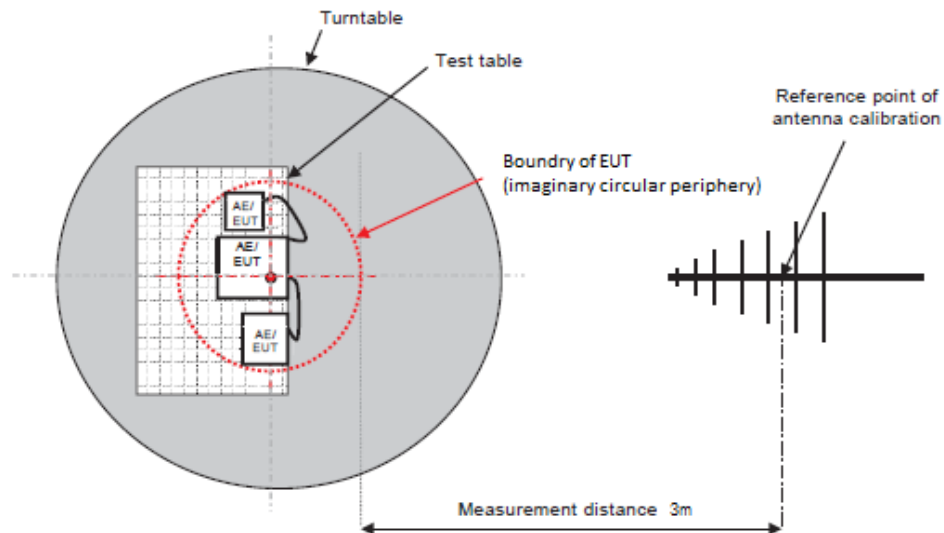 Turntable
Test table
Reference point of
antenna calibration
Boundry of EUT
(imaginary circular periphery)
AE/
EUT
AE/
EUT
AE/
EUT
Measurement distance 3m